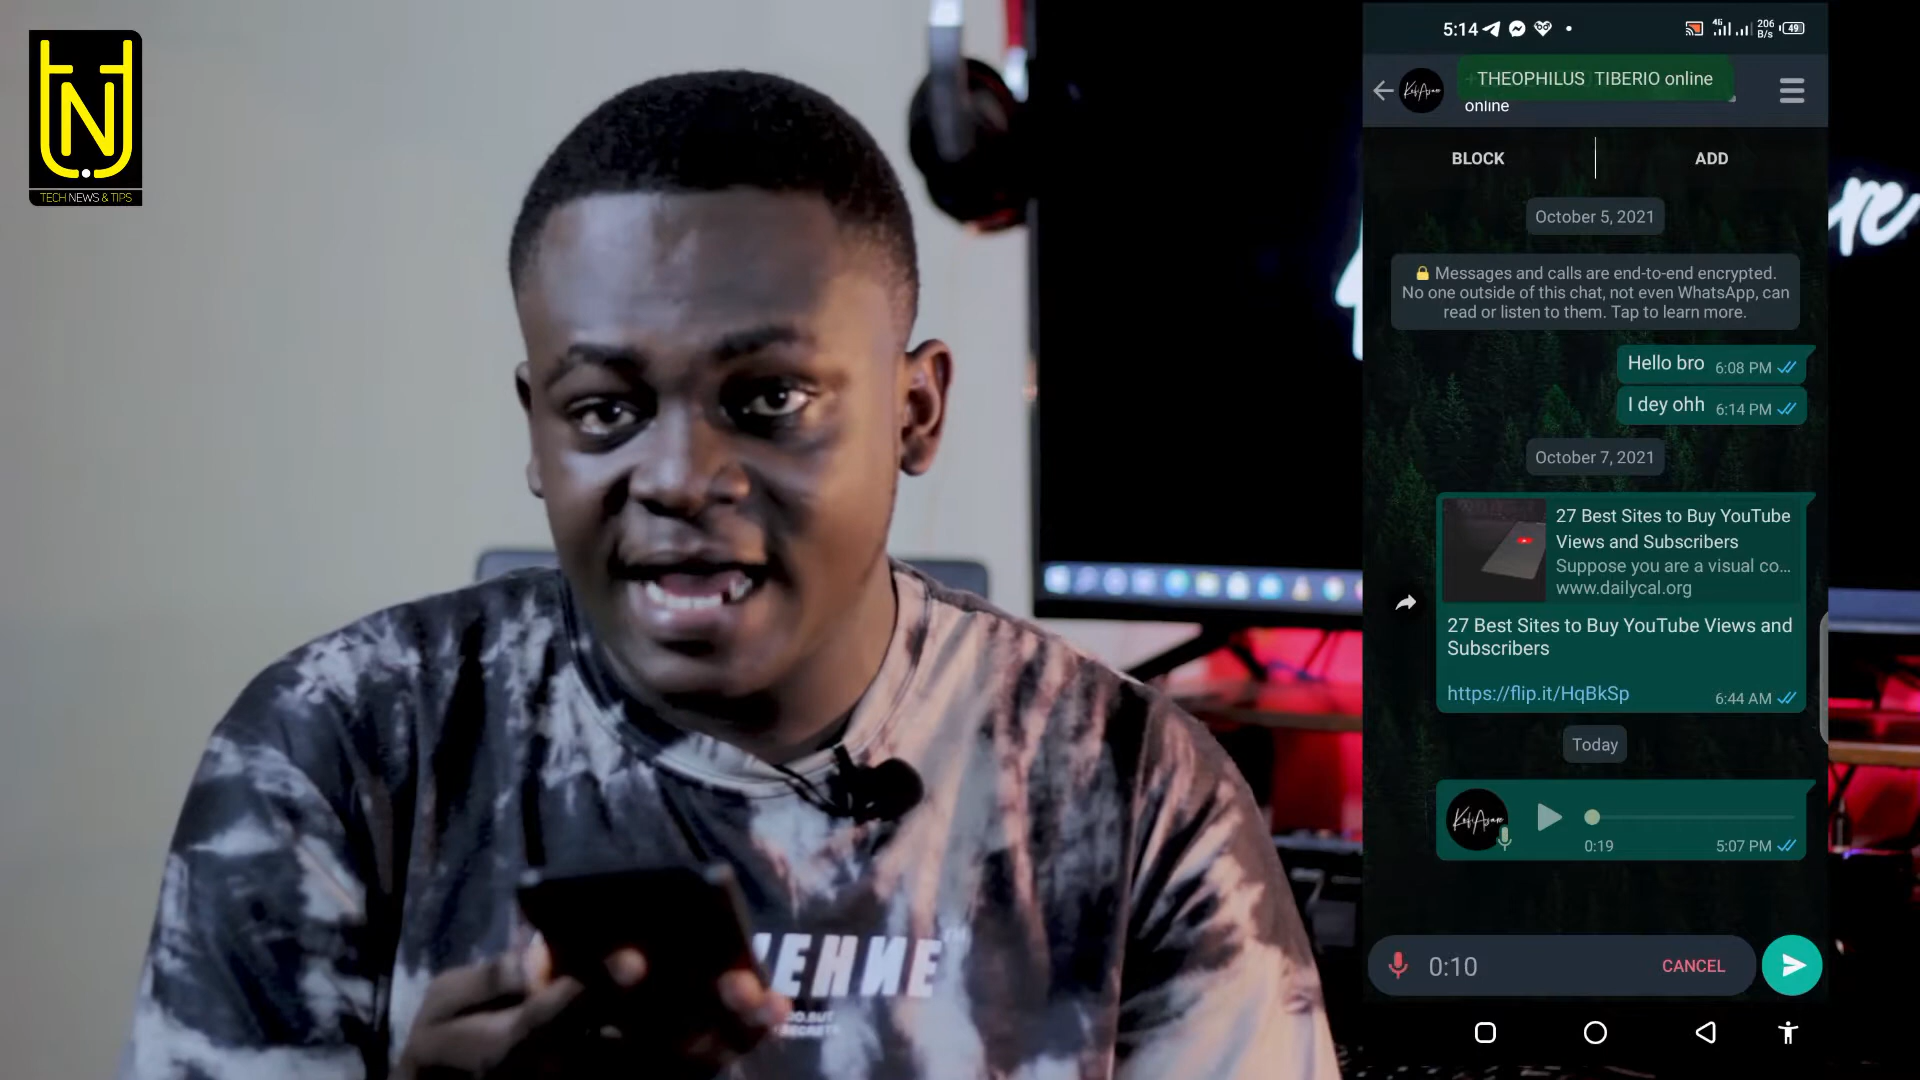 TECH NEWS & TIPS
ЧЕНИЕ
5:14
4G
206
B/s
49
THEOPHILUS TIBERIO online
online
BLOCK
ADD
October 5, 2021
Messages and calls are end-to-end encrypted.
No one outside of this chat, not even WhatsApp, can
read or listen to them. Tap to learn more.
Hello bro 6:08 PM
I dey ohh 6:14 PM
October 7, 2021
27 Best Sites to Buy YouTube
Views and Subscribers
Suppose you are a visual co...
www.dailycal.org
27 Best Sites to Buy YouTube Views and
Subscribers
https://flip.it/HqBkSp
6:44 AM
Today
0:19
5:07 PM
0:10
CANCEL